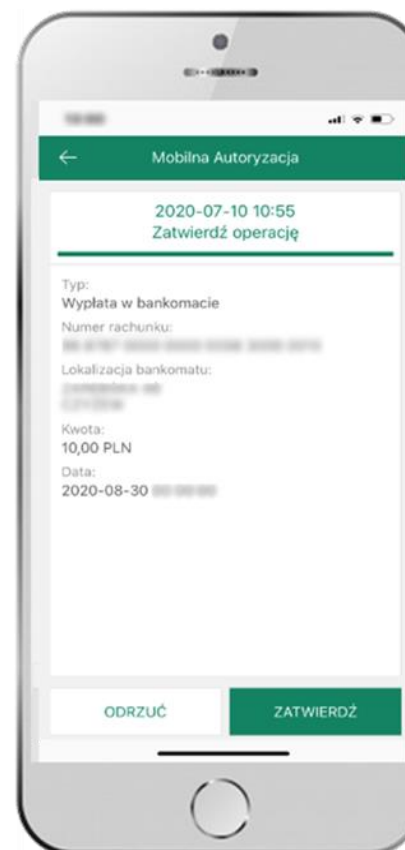 Mobilna Autoryzacja
2020-07-10 10:55
Zatwierdź operację
Typ:
Wypłata w bankomacie
Numer rachunku:
Lokalizacja bankomatu:
Kwota:
10,00 PLN
Data:
2020-08-30
ODRZUĆ
ZATWIERDŹ